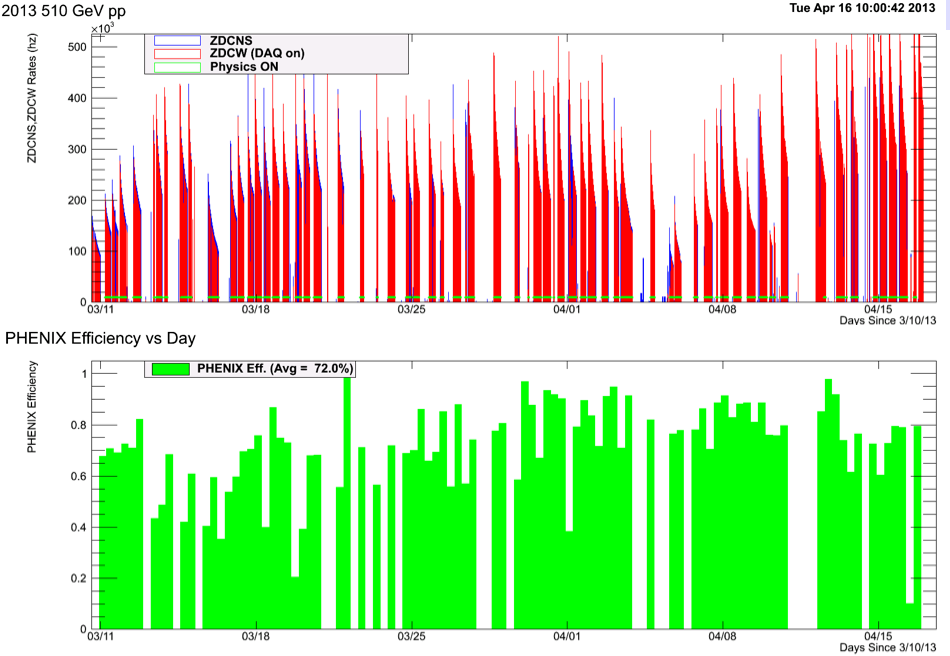 2013 510 GeV pp
Tue Apr 16 10:00:42 2013
×10³
ZDCNS,ZDCW Rates (hz)
500
400
300
200
100
0
ZDCNS
ZDCW (DAQ on)
Physics ON
03/11 03/18 03/25 04/01 04/08 04/15
Days Since 3/10/13
PHENIX Efficiency vs Day
PHENIX Efficiency
1
0.8
0.6
0.4
0.2
0
PHENIX Eff. (Avg = 72.0%)
03/11 03/18 03/25 04/01 04/08 04/15
Days Since 3/10/13